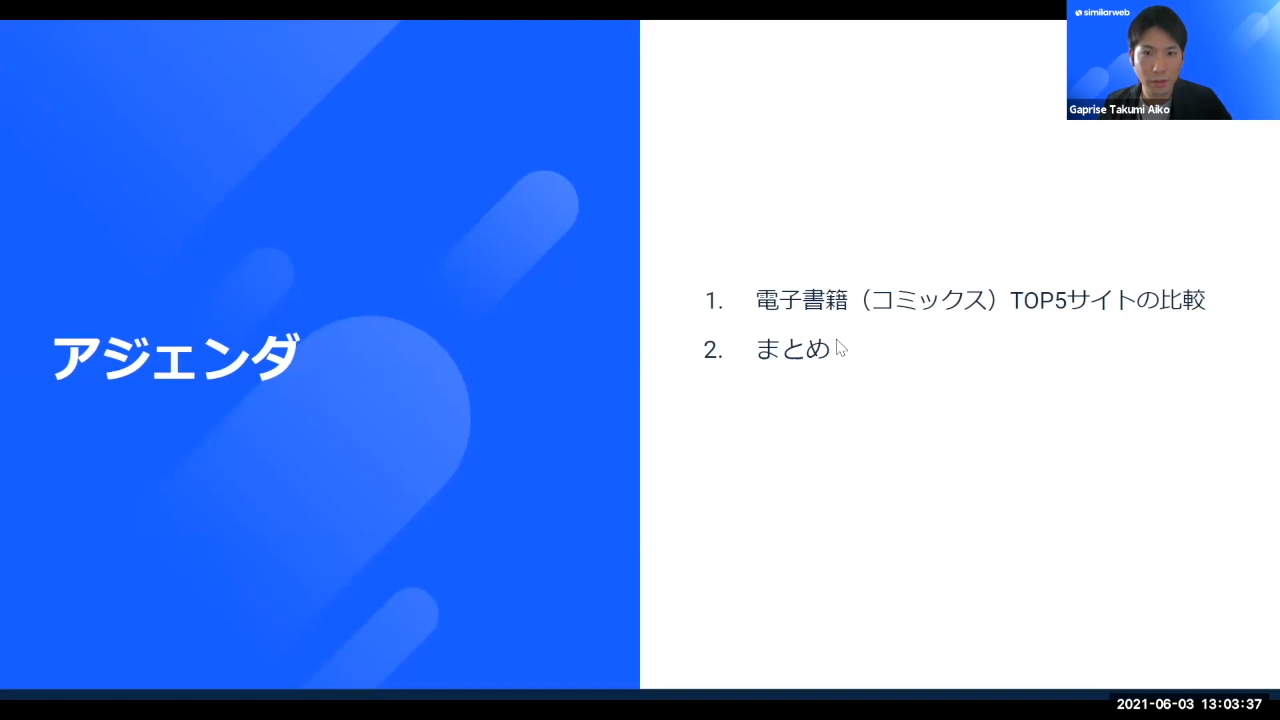 similarweb
Gaprise Takumi Aiko
アジェンダ
1. 電子書籍（コミックス）TOP5サイトの比較
2. まとめ
2021-06-03 13:03:37